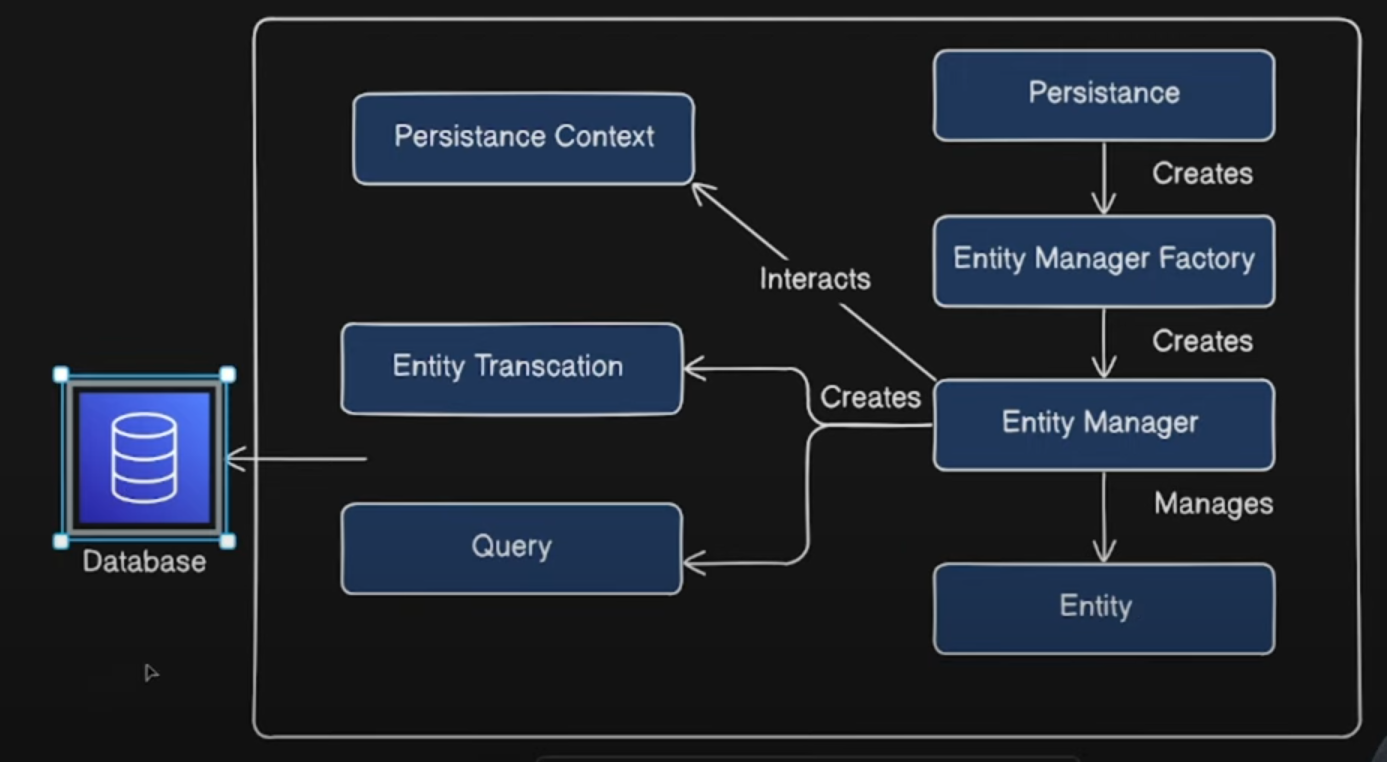 Persistance
Persistance Context
Creates
Entity Manager Factory
Interacts
Creates
Entity Transcation
Creates
Entity Manager
Manages
Query
Database
Entity